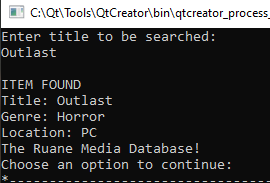 C:\Qt\Tools\QtCreator\bin\qtcreator_process_
Enter title to be searched:
Outlast
ITEM FOUND
Title: Outlast
Genre: Horror
Location: PC
The Ruane Media Database!
Choose an option to continue:
*-----------------------------------